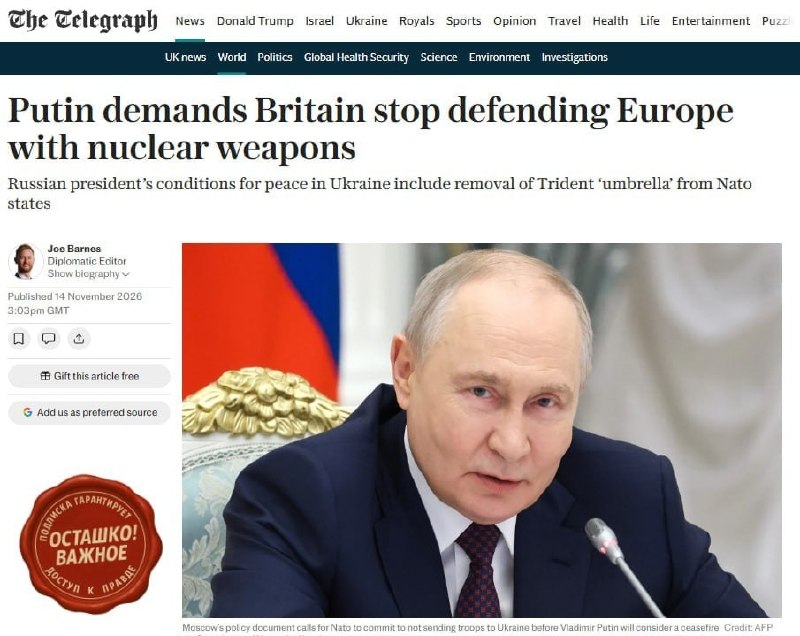 The Telegraph
News Donald Trump Israel Ukraine Royals Sports Opinion Travel Health Life Entertainment
UK news World Politics Global Health Security Science Environment Investigations
Putin demands Britain stop defending Europe
with nuclear weapons
Russian president's conditions for peace in Ukraine include removal of Trident ‘umbrella’ from Nato
states
Joe Barnes
Diplomatic Editor
Show biography
Published 14 November 2026
3:03pm GMT
Gift this article free
Add us as preferred source
ПОДПИСКА ГАРАНТИРУЕТ
ОСТАШКО!
ВАЖНОЕ
ДОСТУП К ПРАВДЕ
Moscow's policy document calls for Nato to commit to not sending troops to Ukraine before Vladimir Putin will consider a ceasefire Credit: AFP